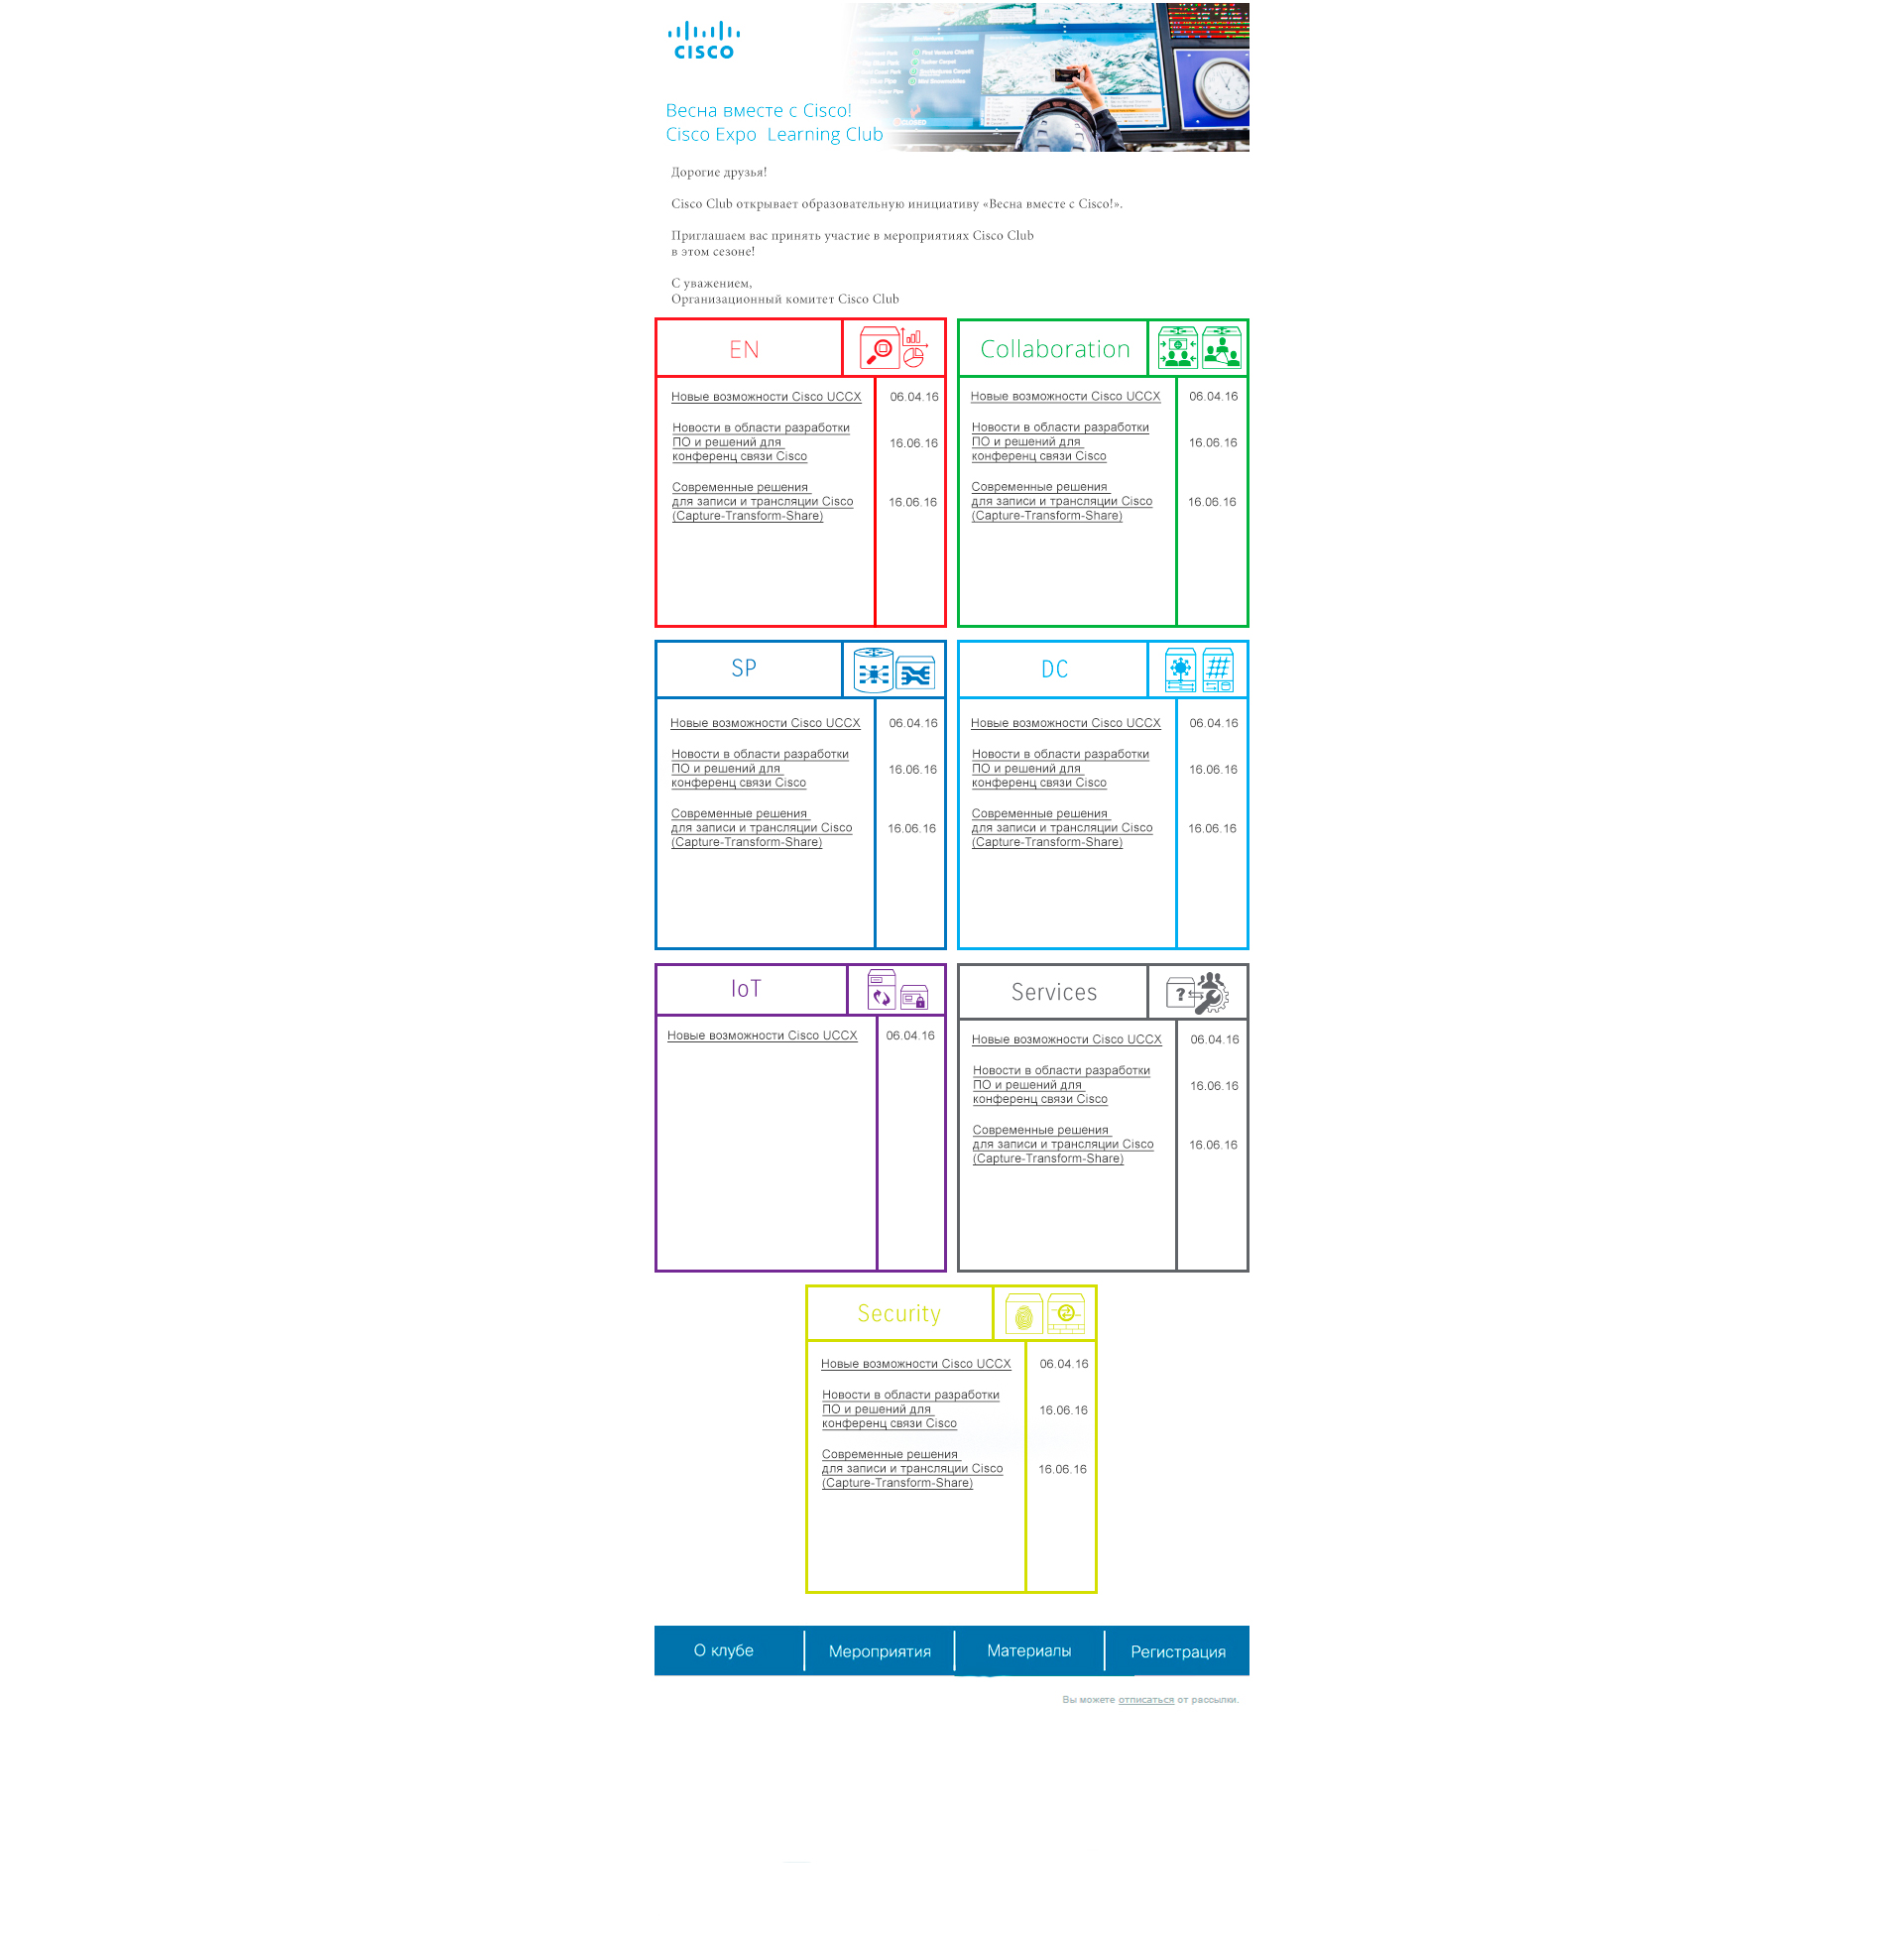 CISCO
Весна вместе с Cisco!
Cisco Expo Learning Club
Дорогие друзья!
Cisco Club открывает образовательную инициативу «Весна вместе с Cisco!».
Приглашаем вас принять участие в мероприятиях Cisco Club
в этом сезоне!
С уважением,
Организационный комитет Cisco Club
EN
Новые возможности Cisco UCCX 06.04.16
Новости в области разработки
ПО и решений для 16.06.16
конференц связи Cisco
Современные решения
для записи и трансляции Cisco 16.06.16
(Capture-Transform-Share)
Collaboration
Новые возможности Cisco UCCX 06.04.16
Новости в области разработки
ПО и решений для 16.06.16
конференц связи Cisco
Современные решения
для записи и трансляции Cisco 16.06.16
(Capture-Transform-Share)
SP
Новые возможности Cisco UCCX 06.04.16
Новости в области разработки
ПО и решений для 16.06.16
конференц связи Cisco
Современные решения
для записи и трансляции Cisco 16.06.16
(Capture-Transform-Share)
DC
Новые возможности Cisco UCCX 06.04.16
Новости в области разработки
ПО и решений для 16.06.16
конференц связи Cisco
Современные решения
для записи и трансляции Cisco 16.06.16
(Capture-Transform-Share)
IoT
Новые возможности Cisco UCCX 06.04.16
Services
Новые возможности Cisco UCCX 06.04.16
Новости в области разработки
ПО и решений для 16.06.16
конференц связи Cisco
Современные решения
для записи и трансляции Cisco 16.06.16
(Capture-Transform-Share)
Security
Новые возможности Cisco UCCX 06.04.16
Новости в области разработки
ПО и решений для 16.06.16
конференц связи Cisco
Современные решения
для записи и трансляции Cisco 16.06.16
(Capture-Transform-Share)
О клубе Мероприятия Материалы Регистрация
Вы можете отписаться от рассылки.